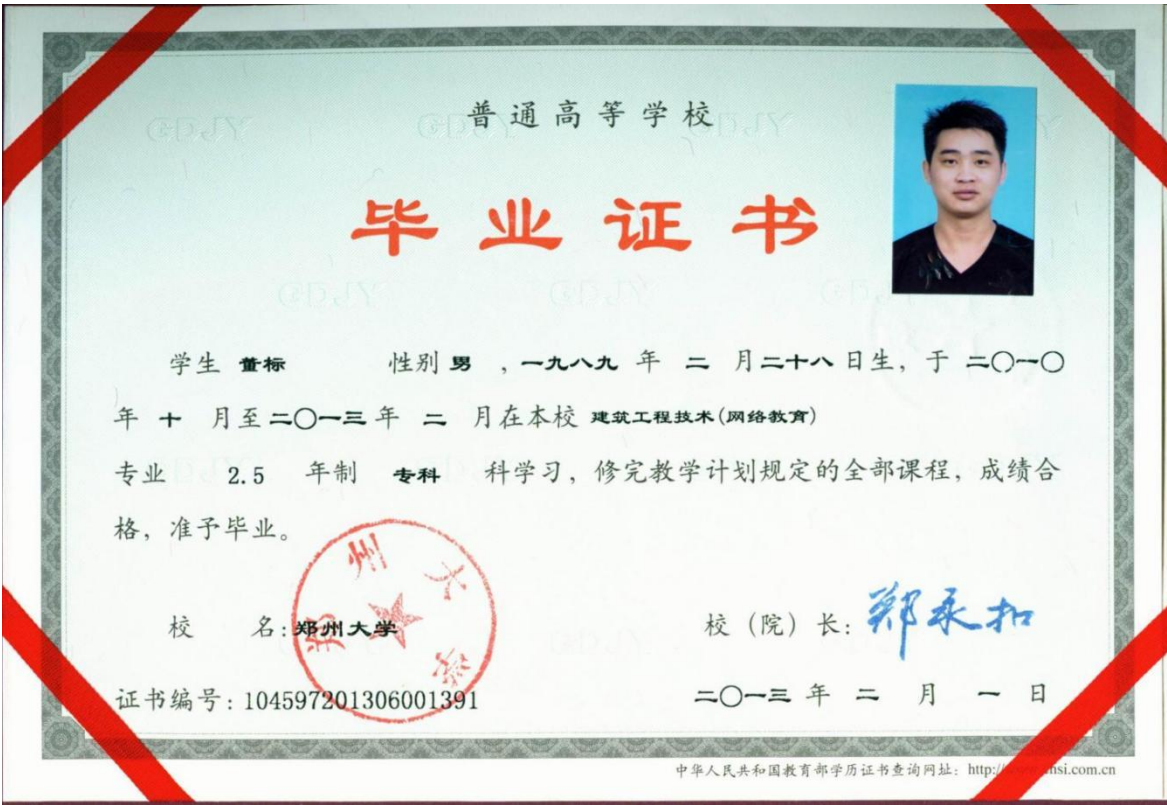 普通高等学校
毕业证书
学生 董标 性别 男 ，一九八九 年 二 月二十八日生，于 二〇一〇
年 十 月至二〇一三年 二 月在本校 建筑工程技术(网络教育)
专业 2.5 年制 专科 科学习，修完教学计划规定的全部课程，成绩合
格，准予毕业。
校 名：郑州大学
郑州大学
校（院）长：郑永扣
证书编号：104597201306001391
二〇一三 年 二 月 一 日
中华人民共和国教育部学历证书查询网址：http:/
si.com.cn